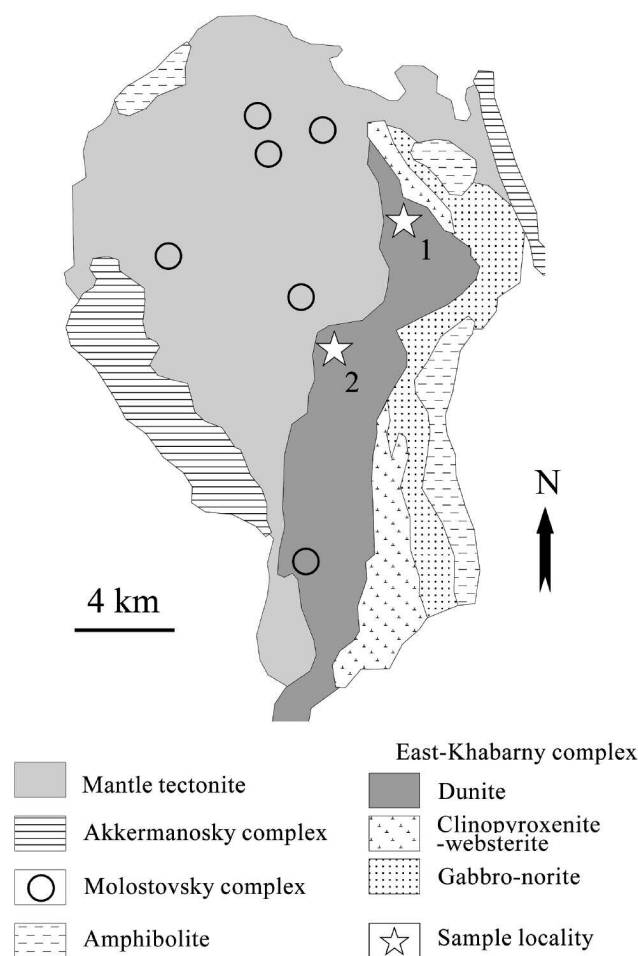 1
2
N
4 km
East-Khabarny complex
Mantle tectonite
Dunite
Akkermanosky complex
Clinopyroxenite
-websterite
Molostovsky complex
Gabbro-norite
Amphibolite
Sample locality